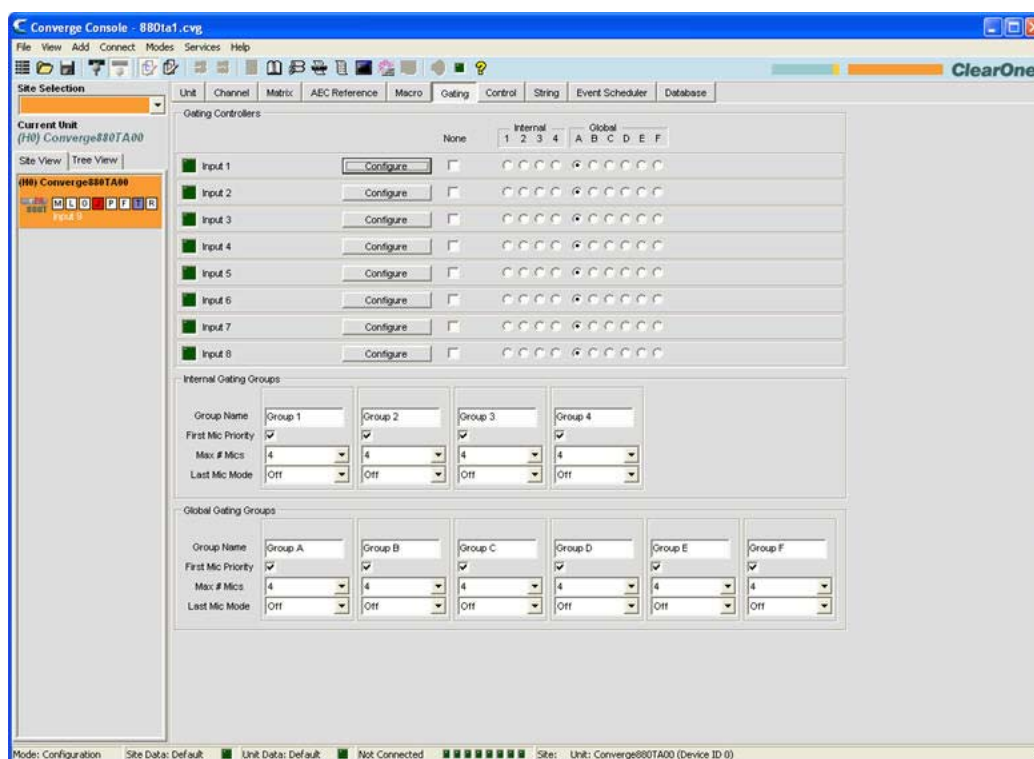 Converge Console - 880ta1.cvg
File View Add Connect Modes Services Help
ClearOne
Site Selection
Current Unit
(H0) Converge880TA00
Site View Tree View
(H0) Converge880TA00
M L O J P F T R
Input 9
Unit Channel Matrix AEC Reference Macro Gating Control String Event Scheduler Database
Gating Controllers
Internal Global
None 1 2 3 4 A B C D E F
Input 1 Configure
Input 2 Configure
Input 3 Configure
Input 4 Configure
Input 5 Configure
Input 6 Configure
Input 7 Configure
Input 8 Configure
Internal Gating Groups
Group Name Group 1 Group 2 Group 3 Group 4
First Mic Priority
Max # Mics 4 4 4 4
Last Mic Mode Off Off Off Off
Global Gating Groups
Group Name Group A Group B Group C Group D Group E Group F
First Mic Priority
Max # Mics 4 4 4 4 4 4
Last Mic Mode Off Off Off Off Off Off
Mode: Configuration Site Data: Default Unit Data: Default Not Connected Site: Unit: Converge880TA00 (Device ID 0)